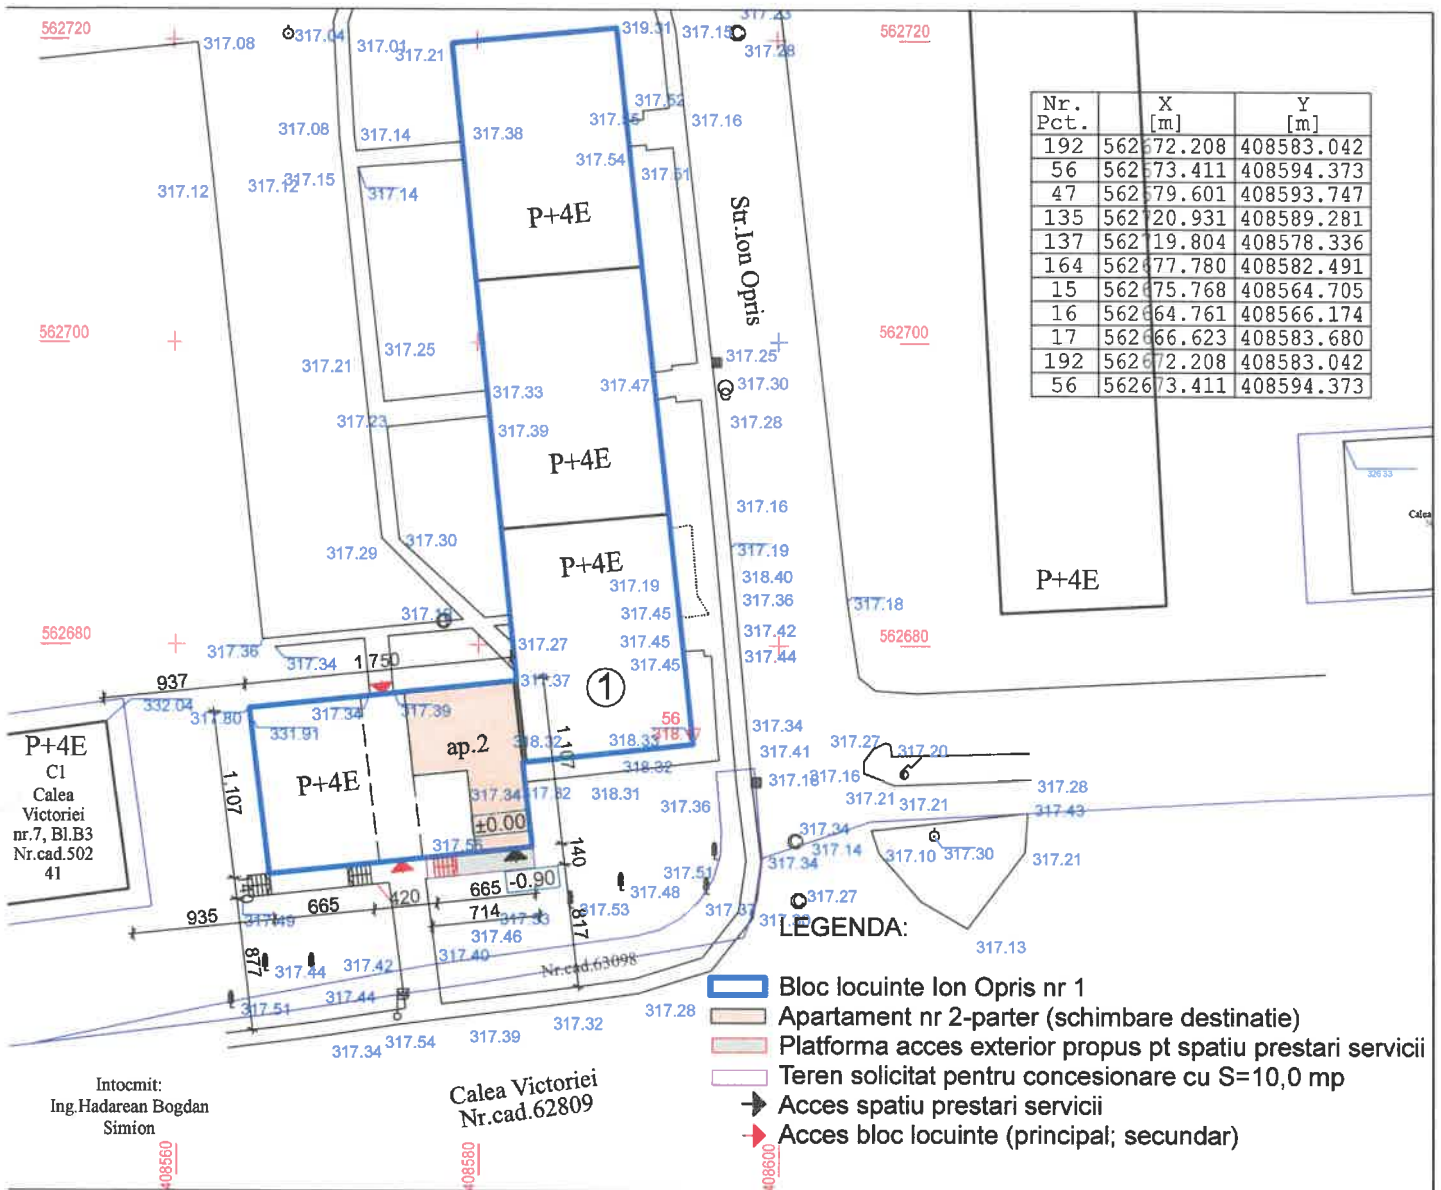 562720
317.08
317.04
317.01
317.21
319.31
317.15
317.23
317.28
562720
317.52
317.16
317.08
317.14
317.38
317.54
317.51
317.12
317.15
317.14
P+4E
Str.Ion Opris
Nr. Pct. X [m] Y [m]
192 562672.208 408583.042
56 562673.411 408594.373
47 562679.601 408593.747
135 562720.931 408589.281
137 562719.804 408578.336
164 562677.780 408582.491
15 562675.768 408564.705
16 562664.761 408566.174
17 562666.623 408583.680
192 562672.208 408583.042
56 562673.411 408594.373
562700
562700
317.25
317.21
317.25
317.30
317.33
317.47
317.23
317.39
317.28
P+4E
32633
317.16
Calea
317.29
317.30
317.19
P+4E
317.19
318.40
317.36
P+4E
317.18
317.45
562680
317.42
562680
317.27
317.45
317.36
317.34
1,750
317.45
317.44
937
317.37
1
332.04
317.80
317.34
317.39
56
331.91
317.34
P+4E
C1
Calea
Victoriei
nr.7, Bl.B3
Nr.cad.502
41
ap.2
318.32
1,107
318.33
317.41
317.27
317.20
318.32
P+4E
1,107
317.34
318.31
317.36
317.16
317.28
317.21
317.21
317.43
±0.00
317.34
317.14
317.10
317.30
317.21
140
317.34
317.51
317.48
-0.90
665
420
665
714
935
317.49
317.53
317.27
317.37
817
LEGENDA:
317.46
317.13
877
317.44
317.42
317.40
Nr.cad.63098
317.51
317.44
317.28
317.32
317.39
317.54
317.34
Bloc locuinte Ion Opris nr 1
Apartament nr 2-parter (schimbare destinatie)
Platforma acces exterior propus pt spatiu prestari servicii
Teren solicitat pentru concesionare cu S=10,0 mp
Acces spatiu prestari servicii
Acces bloc locuinte (principal; secundar)
Intocmit:
Ing.Hadarean Bogdan
Simion
Calea Victoriei
Nr.cad.62809
408560
408580
408600